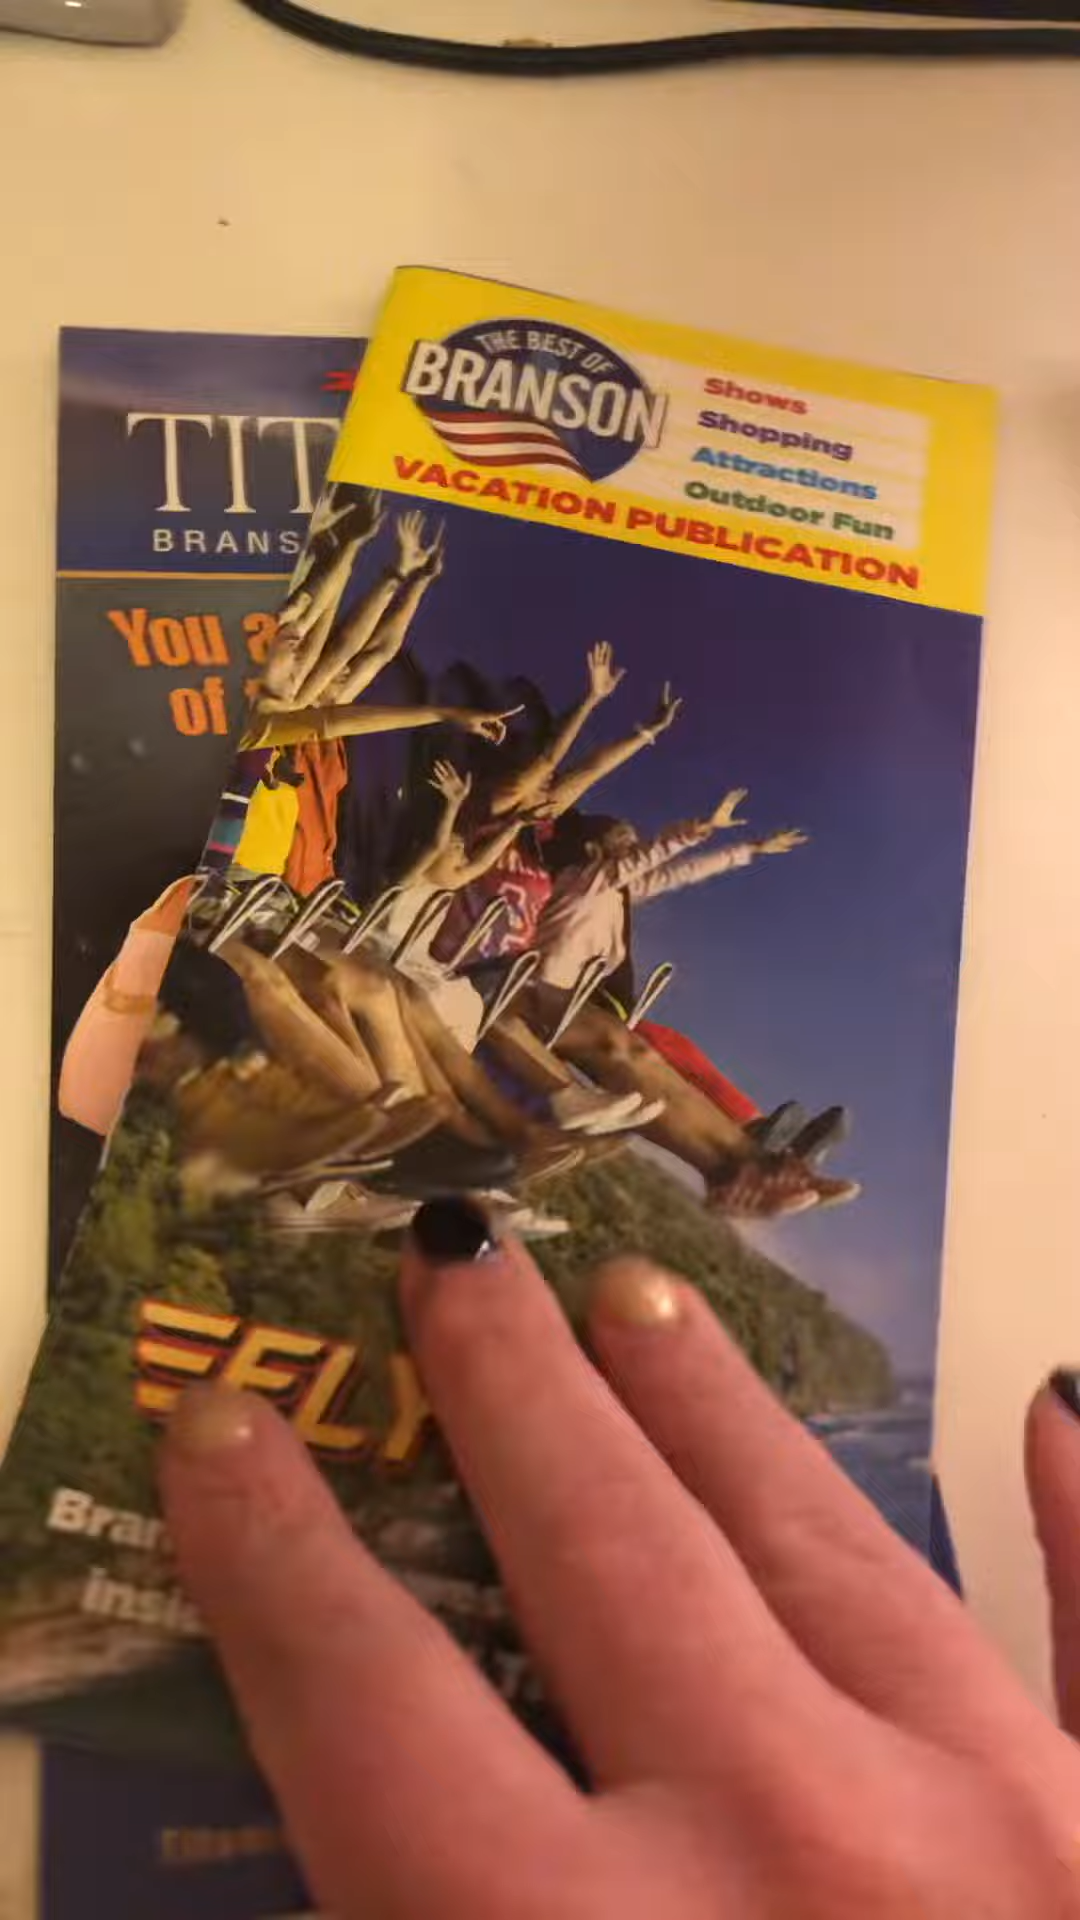 THE BEST OF
BRANSON
Shows
Shopping
Attractions
Outdoor Fun
VACATION PUBLICATION
TIT
BRANS
You
of
FLY
Bran
insi